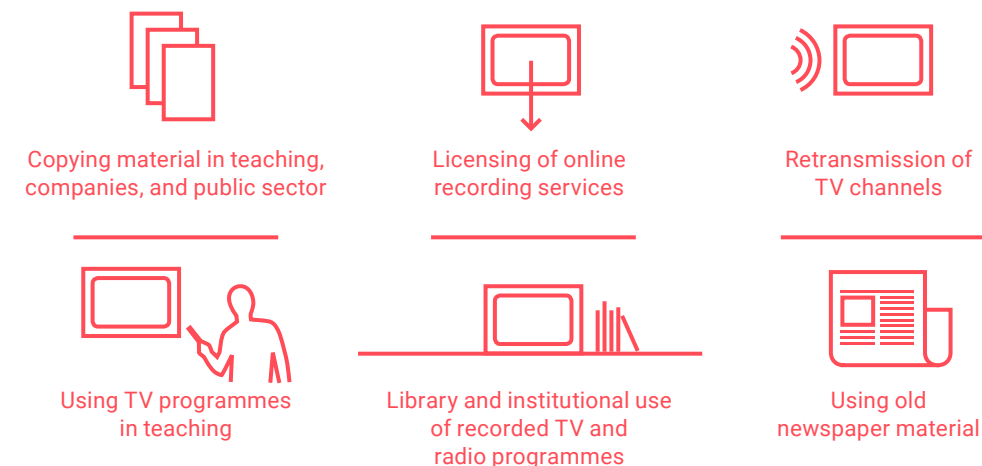 Copying material in teaching,
companies, and public sector
Licensing of online
recording services
Retransmission of
TV channels
Using TV programmes
in teaching
Library and institutional use
of recorded TV and
radio programmes
Using old
newspaper material